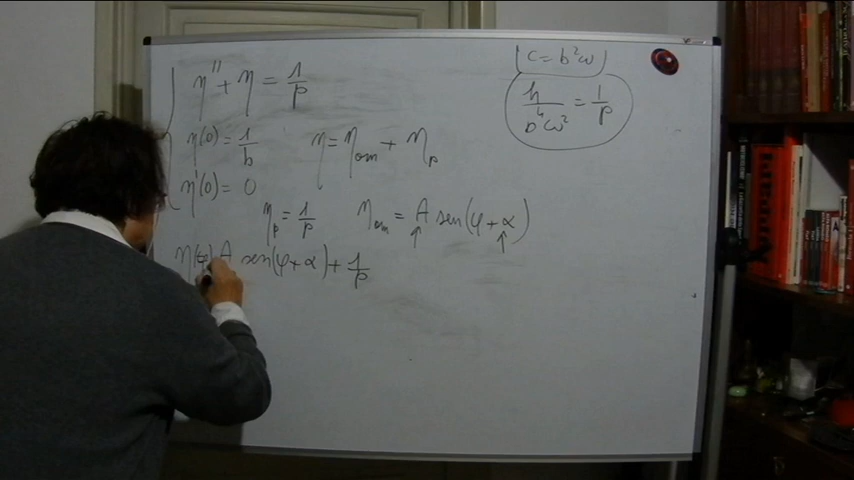 η'' + η = 1/p
η(0) = 1/b
η'(0) = 0
η = η_om + η_p
c = b²ω
h/(b⁴ω²) = 1/p
η_p = 1/p
η_om = A sen(φ + α)
η(φ) A sen(φ + α) + 1/p